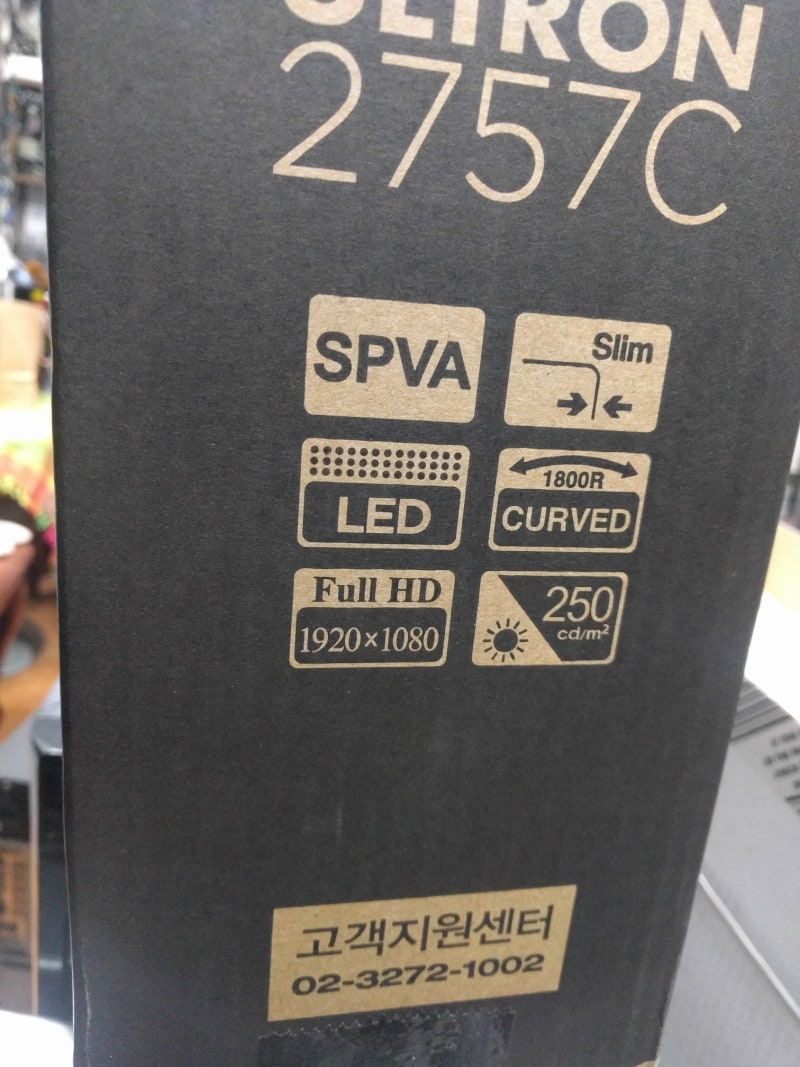 ULTRON
2757C
SPVA
Slim
LED
1800R
CURVED
Full HD
1920×1080
250
cd/m²
고객지원센터
02-3272-1002